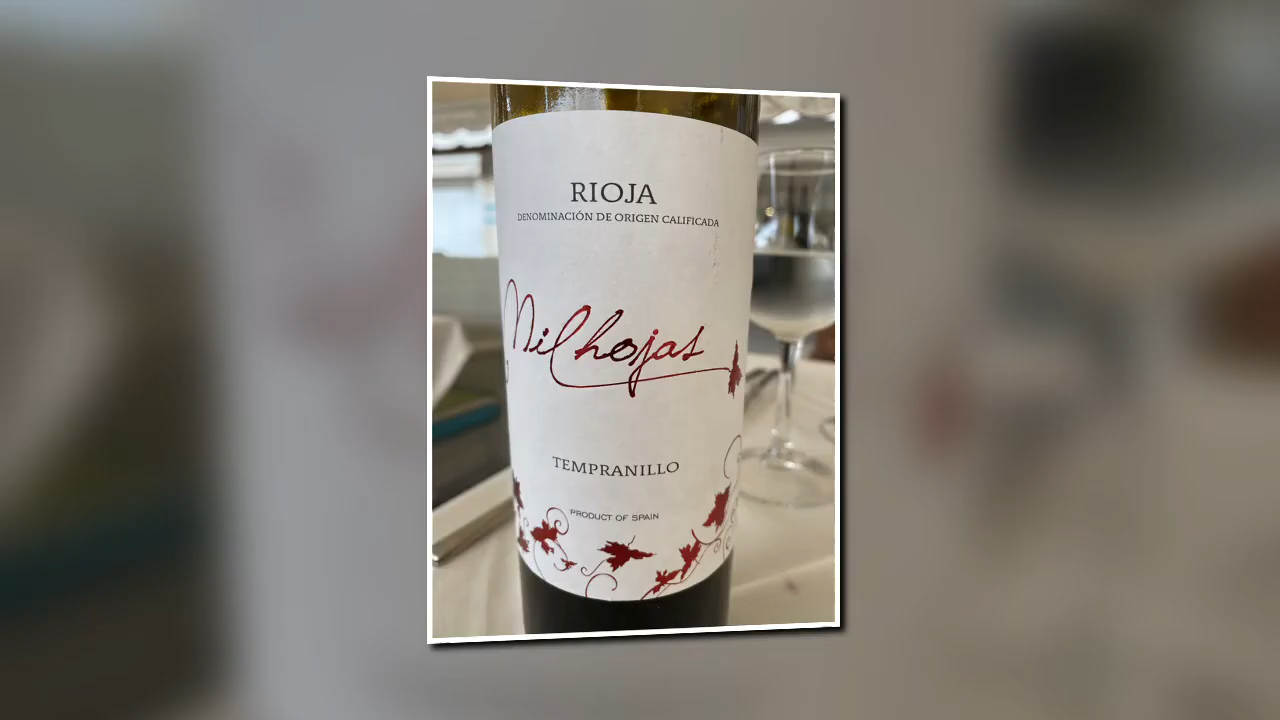 RIOJA
DENOMINACIÓN DE ORIGEN CALIFICADA
Milhojas
TEMPRANILLO
PRODUCT OF SPAIN